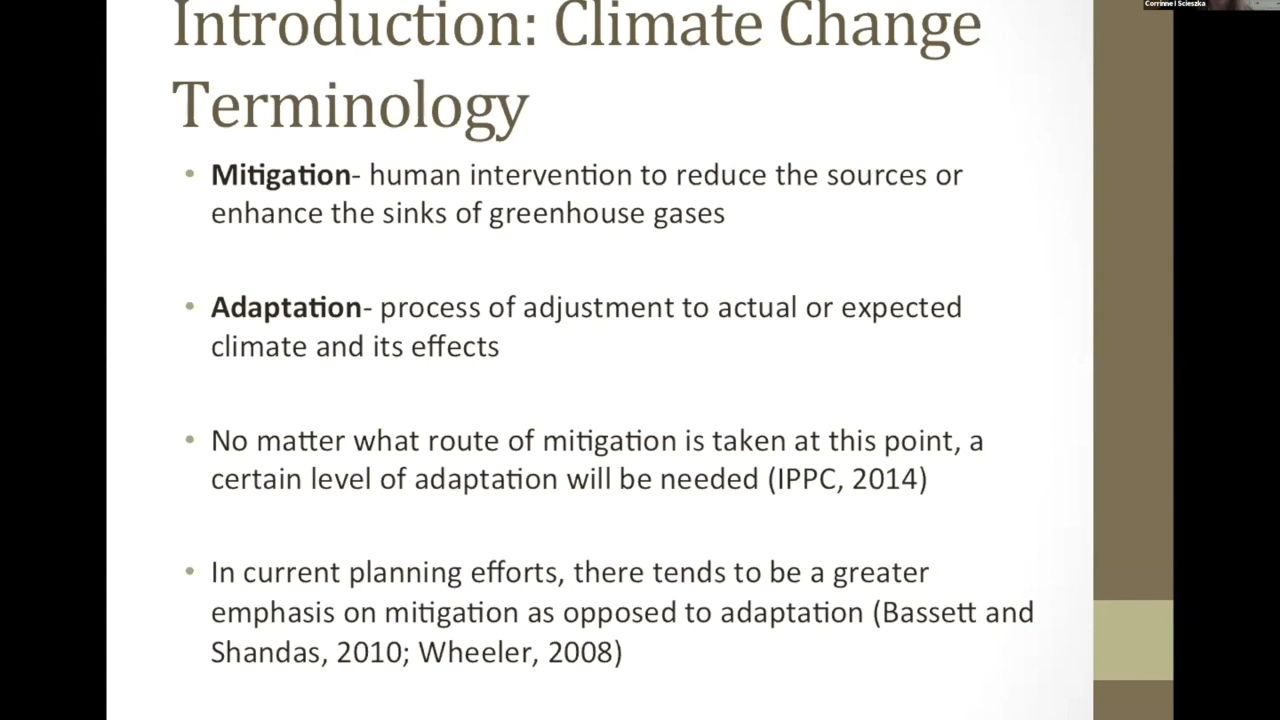 Corrinne I Scieszka
Introduction: Climate Change
Terminology
• Mitigation- human intervention to reduce the sources or
enhance the sinks of greenhouse gases
• Adaptation- process of adjustment to actual or expected
climate and its effects
• No matter what route of mitigation is taken at this point, a
certain level of adaptation will be needed (IPPC, 2014)
• In current planning efforts, there tends to be a greater
emphasis on mitigation as opposed to adaptation (Bassett and
Shandas, 2010; Wheeler, 2008)